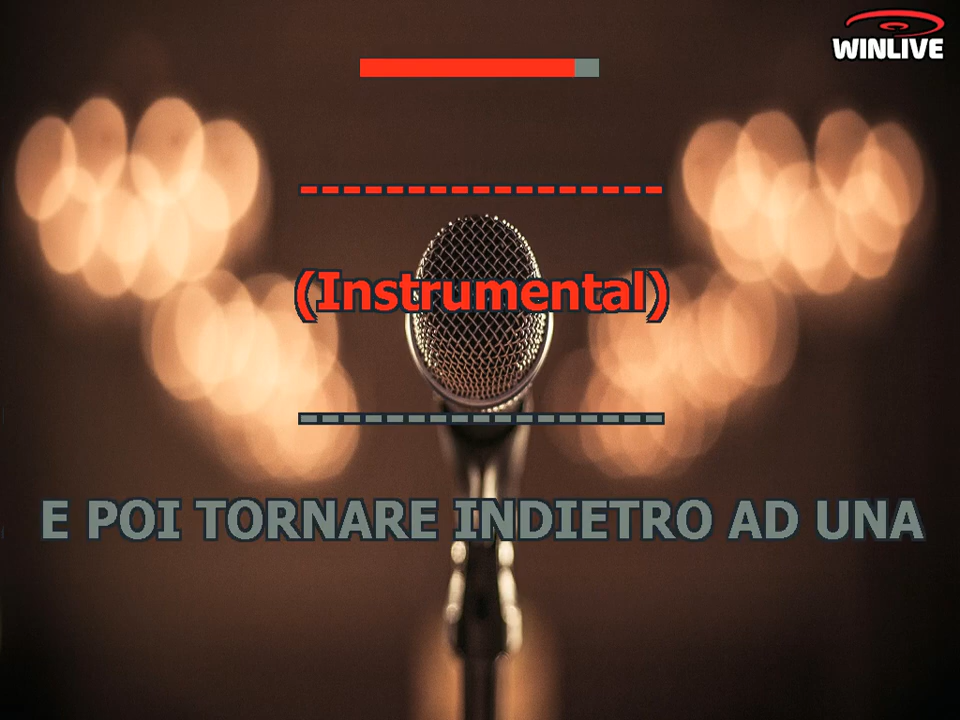 WINLIVE
-----------------
(Instrumental)
-----------------
E POI TORNARE INDIETRO AD UNA